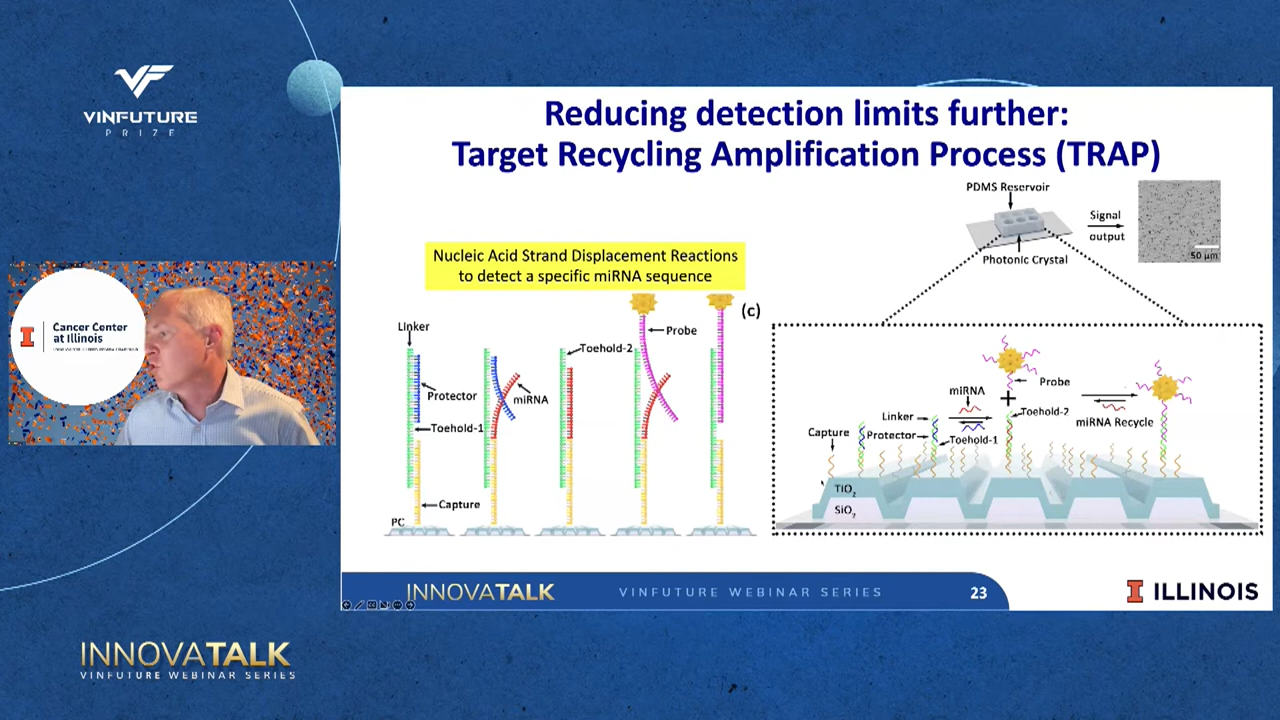 VINFUTURE
PRIZE
Cancer Center
at Illinois
Reducing detection limits further:
Target Recycling Amplification Process (TRAP)
Nucleic Acid Strand Displacement Reactions
to detect a specific miRNA sequence
Linker
Protector
Toehold-1
Capture
PC
miRNA
Toehold-2
Probe
(c)
PDMS Reservoir
Photonic Crystal
Signal
output
50 µm
Capture
Linker
Protector
miRNA
Toehold-1
Probe
+
Toehold-2
miRNA Recycle
TiO2
SiO2
INNOVATALK
VINFUTURE WEBINAR SERIES
23
I ILLINOIS
INNOVATALK
VINFUTURE WEBINAR SERIES